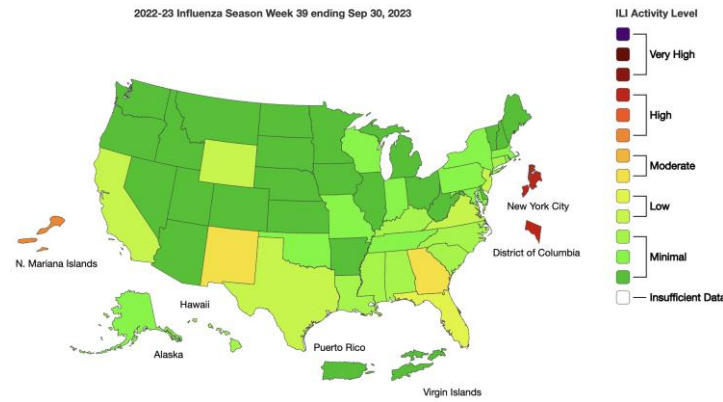 2022-23 Influenza Season Week 39 ending Sep 30, 2023
ILI Activity Level
Very High
High
Moderate
Low
Minimal
Insufficient Data
New York City
District of Columbia
N. Mariana Islands
Hawaii
Alaska
Puerto Rico
Virgin Islands